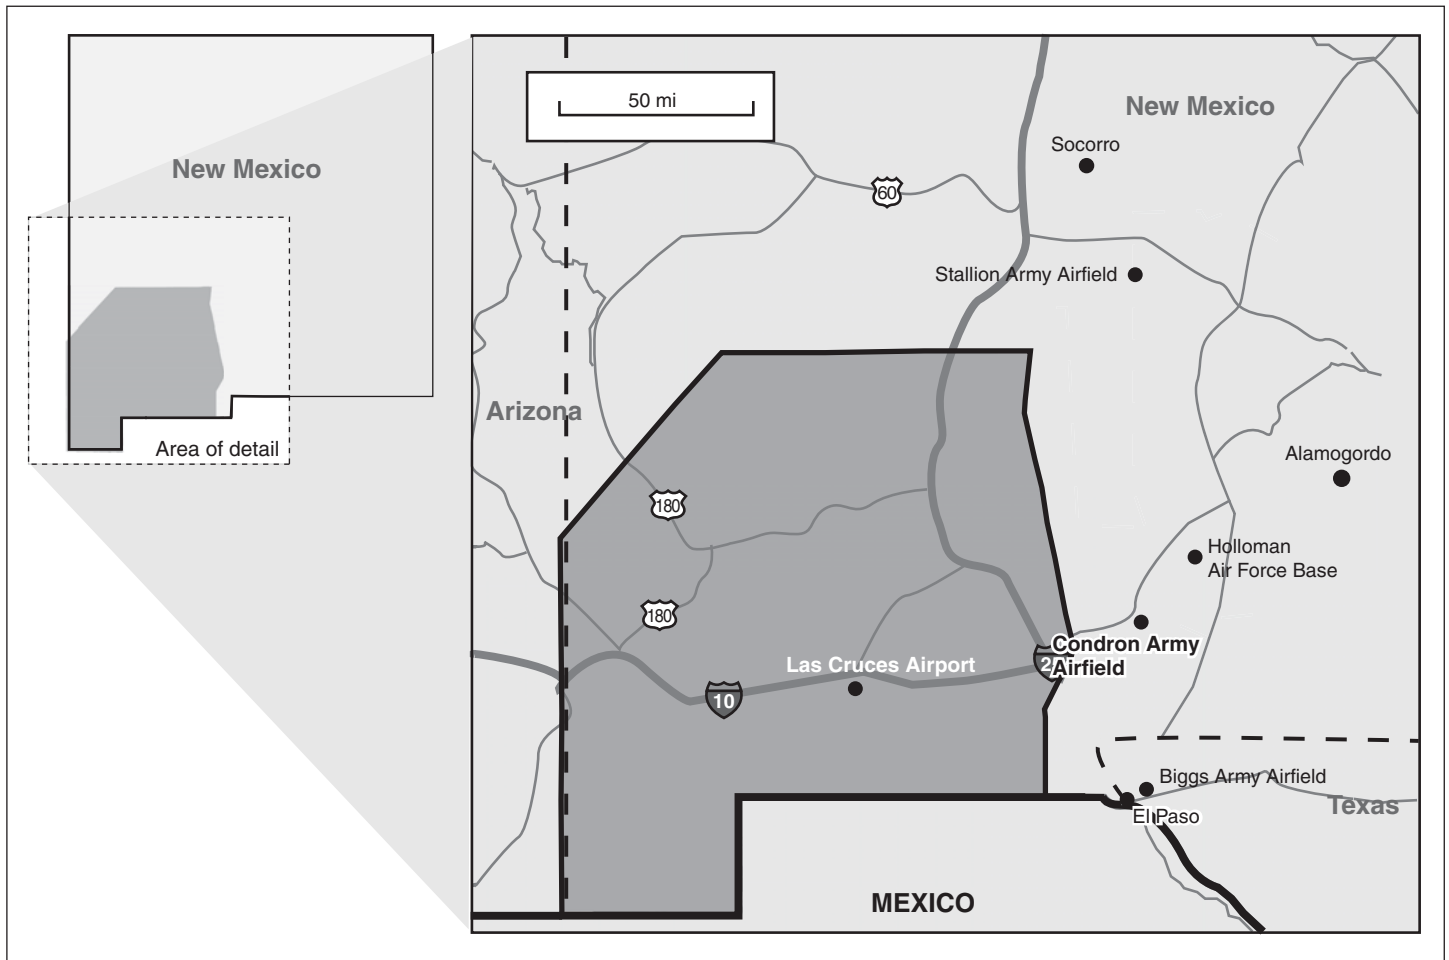 New Mexico
Area of detail
50 mi
New Mexico
Socorro
60
Stallion Army Airfield
Arizona
Alamogordo
180
Holloman
Air Force Base
180
Condron Army
Airfield
Las Cruces Airport
2
10
Biggs Army Airfield
Texas
El Paso
MEXICO